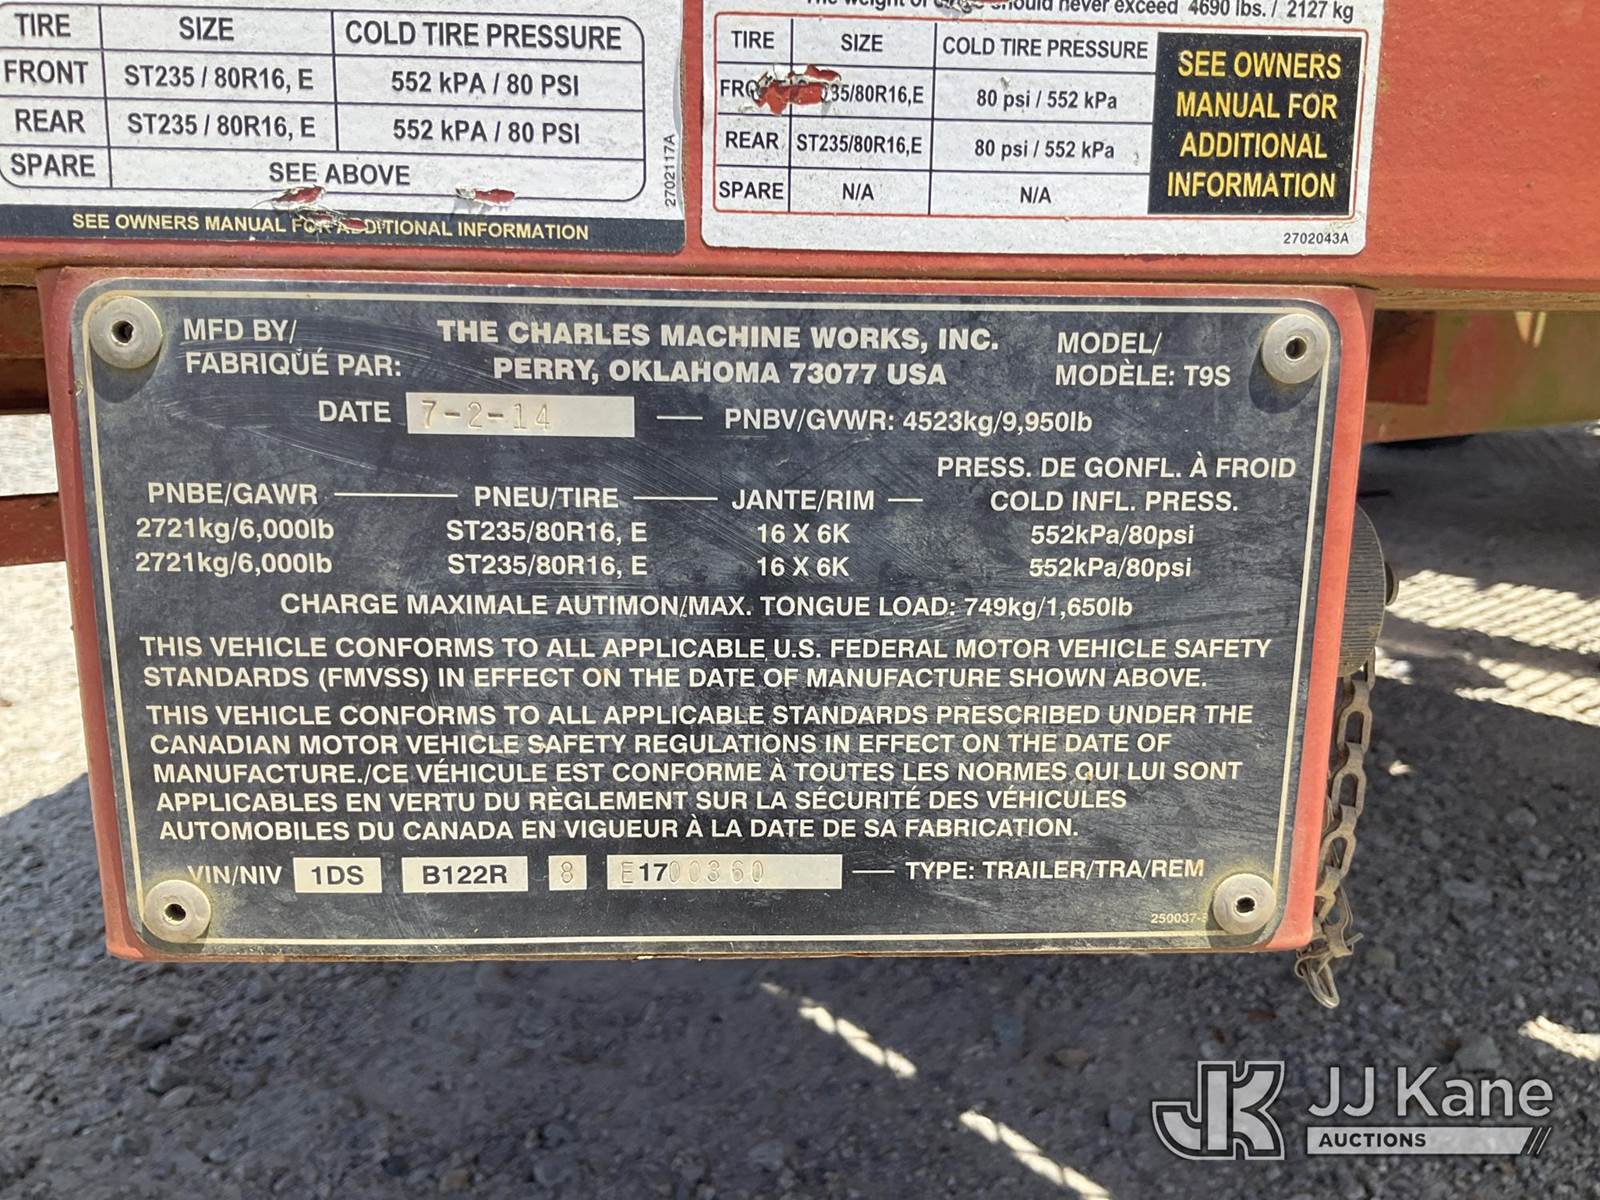 TIRE SIZE COLD TIRE PRESSURE
FRONT ST235 / 80R16, E 552 kPA / 80 PSI
REAR ST235 / 80R16, E 552 kPA / 80 PSI
SPARE SEE ABOVE
SEE OWNERS MANUAL FOR ADDITIONAL INFORMATION
2702117A
should never exceed 4690 lbs. / 2127 kg
TIRE SIZE COLD TIRE PRESSURE
35/80R16,E 80 psi / 552 kPa
REAR ST235/80R16,E 80 psi / 552 kPa
SPARE N/A N/A
SEE OWNERS
MANUAL FOR
ADDITIONAL
INFORMATION
2702043A
MFD BY/ THE CHARLES MACHINE WORKS, INC. MODEL/
FABRIQUÉ PAR: PERRY, OKLAHOMA 73077 USA MODÈLE: T9S
DATE 7-2-14 — PNBV/GVWR: 4523kg/9,950lb
PRESS. DE GONFL. À FROID
PNBE/GAWR — PNEU/TIRE — JANTE/RIM — COLD INFL. PRESS.
2721kg/6,000lb ST235/80R16, E 16 X 6K 552kPa/80psi
2721kg/6,000lb ST235/80R16, E 16 X 6K 552kPa/80psi
CHARGE MAXIMALE AUTIMON/MAX. TONGUE LOAD: 749kg/1,650lb
THIS VEHICLE CONFORMS TO ALL APPLICABLE U.S. FEDERAL MOTOR VEHICLE SAFETY
STANDARDS (FMVSS) IN EFFECT ON THE DATE OF MANUFACTURE SHOWN ABOVE.
THIS VEHICLE CONFORMS TO ALL APPLICABLE STANDARDS PRESCRIBED UNDER THE
CANADIAN MOTOR VEHICLE SAFETY REGULATIONS IN EFFECT ON THE DATE OF
MANUFACTURE./CE VÉHICULE EST CONFORME À TOUTES LES NORMES QUI LUI SONT
APPLICABLES EN VERTU DU RÈGLEMENT SUR LA SÉCURITÉ DES VÉHICULES
AUTOMOBILES DU CANADA EN VIGUEUR À LA DATE DE SA FABRICATION.
VIN/NIV 1DS B122R 8 E1700360 — TYPE: TRAILER/TRA/REM
JJ Kane
AUCTIONS